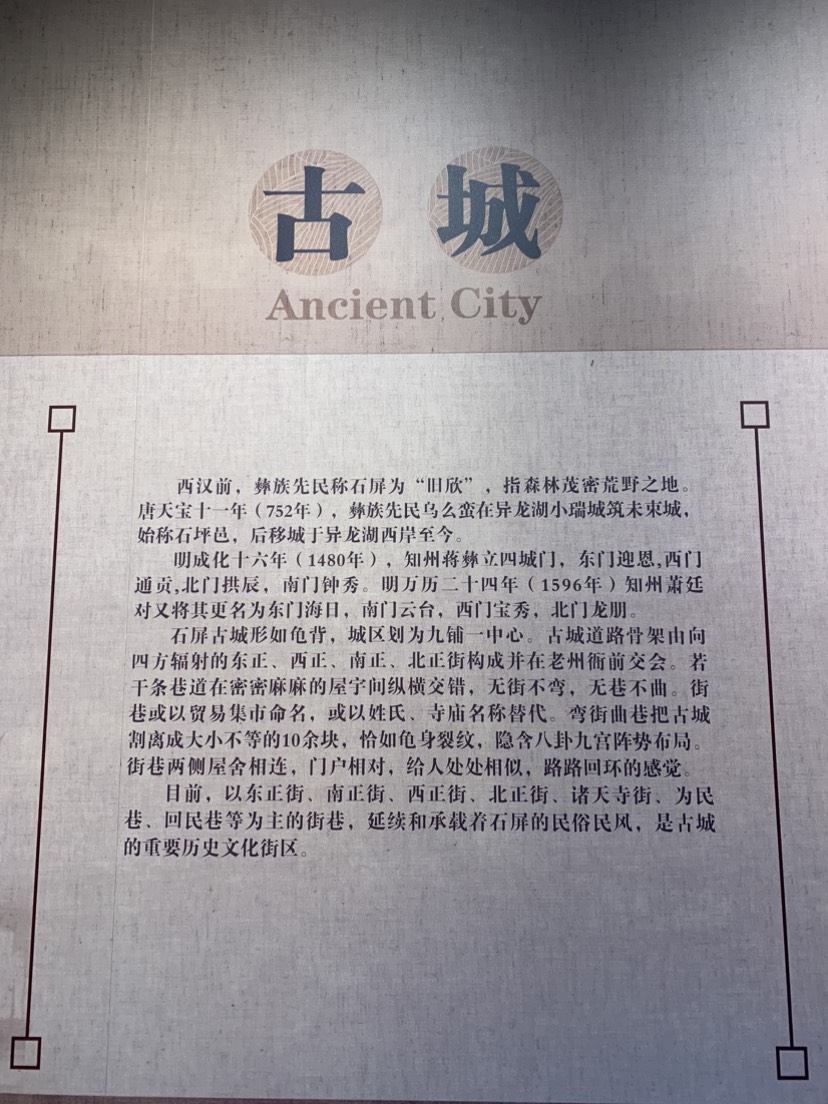 古城
Ancient City
西汉前，彝族先民称石屏为“旧欣”，指森林茂密荒野之地。
唐天宝十一年（752年），彝族先民乌么蛮在异龙湖小瑞城筑末束城，
始称石坪邑，后移城于异龙湖西岸至今。
明成化十六年（1480年），知州蒋彝立四城门，东门迎恩,西门
通贡,北门拱辰，南门钟秀。明万历二十四年（1596年）知州萧廷
对又将其更名为东门海日，南门云台，西门宝秀，北门龙朋。
石屏古城形如龟背，城区划为九铺一中心。古城道路骨架由向
四方辐射的东正、西正、南正、北正街构成并在老州衙前交会。若
干条巷道在密密麻麻的屋宇间纵横交错，无街不弯，无巷不曲。街
巷或以贸易集市命名，或以姓氏、寺庙名称替代。弯街曲巷把古城
割离成大小不等的10余块，恰如龟身裂纹，隐含八卦九宫阵势布局。
街巷两侧屋舍相连，门户相对，给人处处相似，路路回环的感觉。
目前，以东正街、南正街、西正街、北正街、诸天寺街、为民
巷、回民巷等为主的街巷，延续和承载着石屏的民俗民风，是古城
的重要历史文化街区。